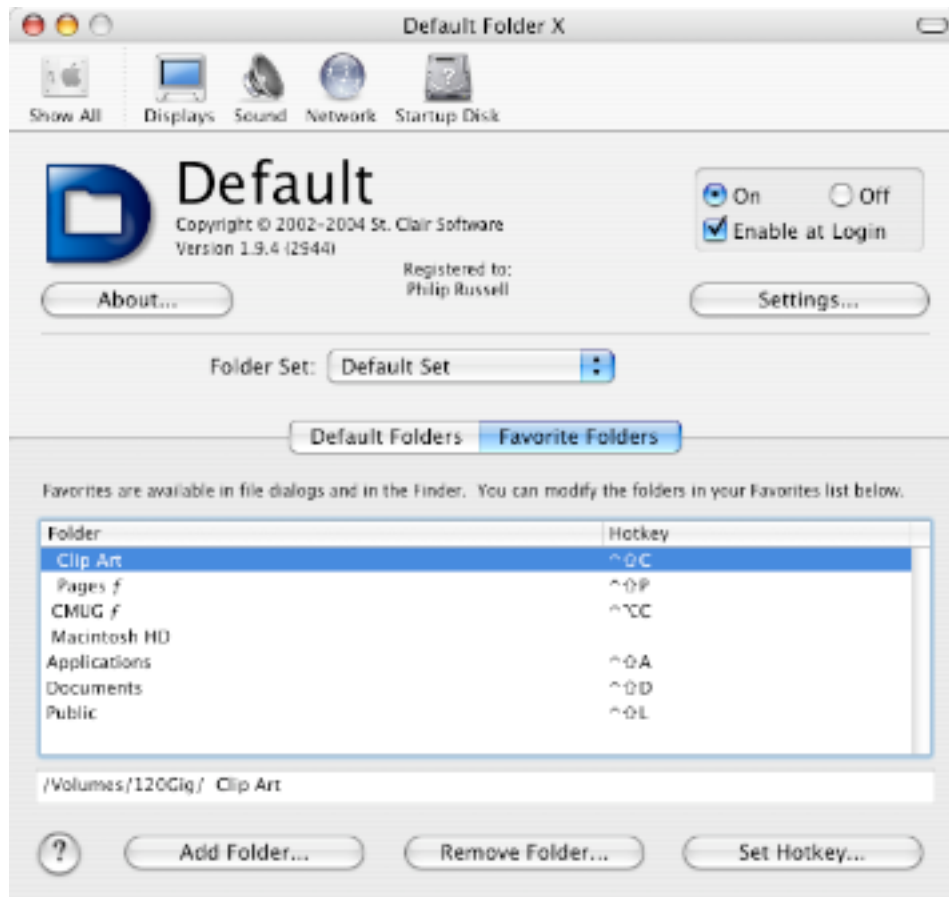 Default Folder X
Show All Displays Sound Network Startup Disk
Default
Copyright © 2002-2004 St. Clair Software
Version 1.9.4 (2944)
Registered to:
Philip Russell
On Off
Enable at Login
About... Settings...
Folder Set: Default Set
Default Folders Favorite Folders
Favorites are available in file dialogs and in the Finder. You can modify the folders in your Favorites list below.
Folder Hotkey
Clip Art ^⇧C
Pages ƒ ^⇧P
CMUG ƒ ^⌥C
Macintosh HD
Applications ^⇧A
Documents ^⇧D
Public ^⇧L
/Volumes/120Gig/ Clip Art
? Add Folder... Remove Folder... Set Hotkey...